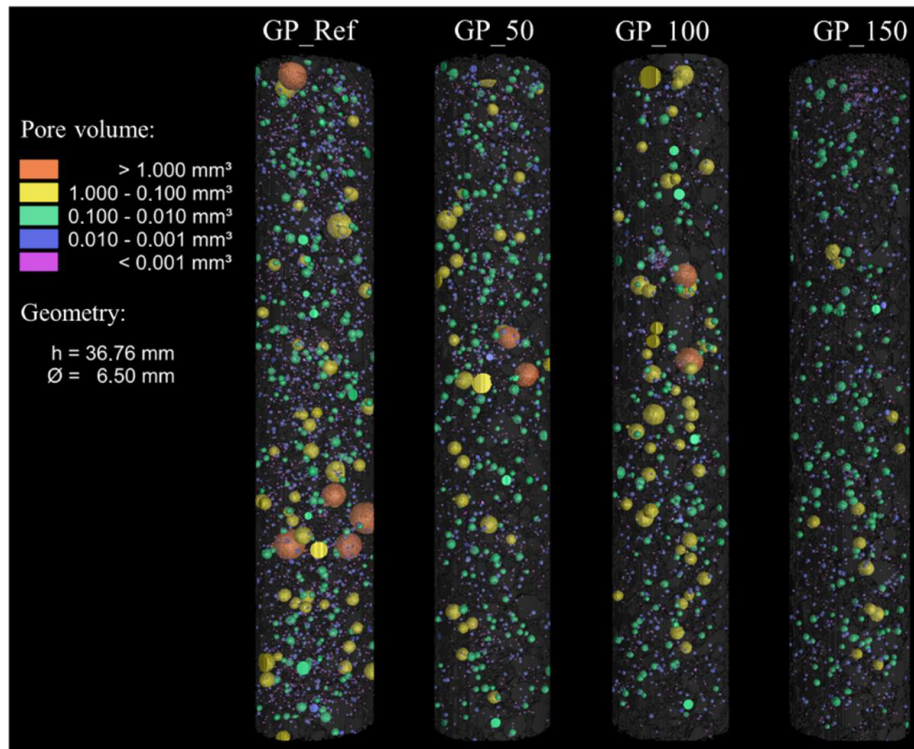 GP_Ref GP_50 GP_100 GP_150
Pore volume:
> 1.000 mm³
1.000 - 0.100 mm³
0.100 - 0.010 mm³
0.010 - 0.001 mm³
< 0.001 mm³
Geometry:
h = 36.76 mm
Ø = 6.50 mm